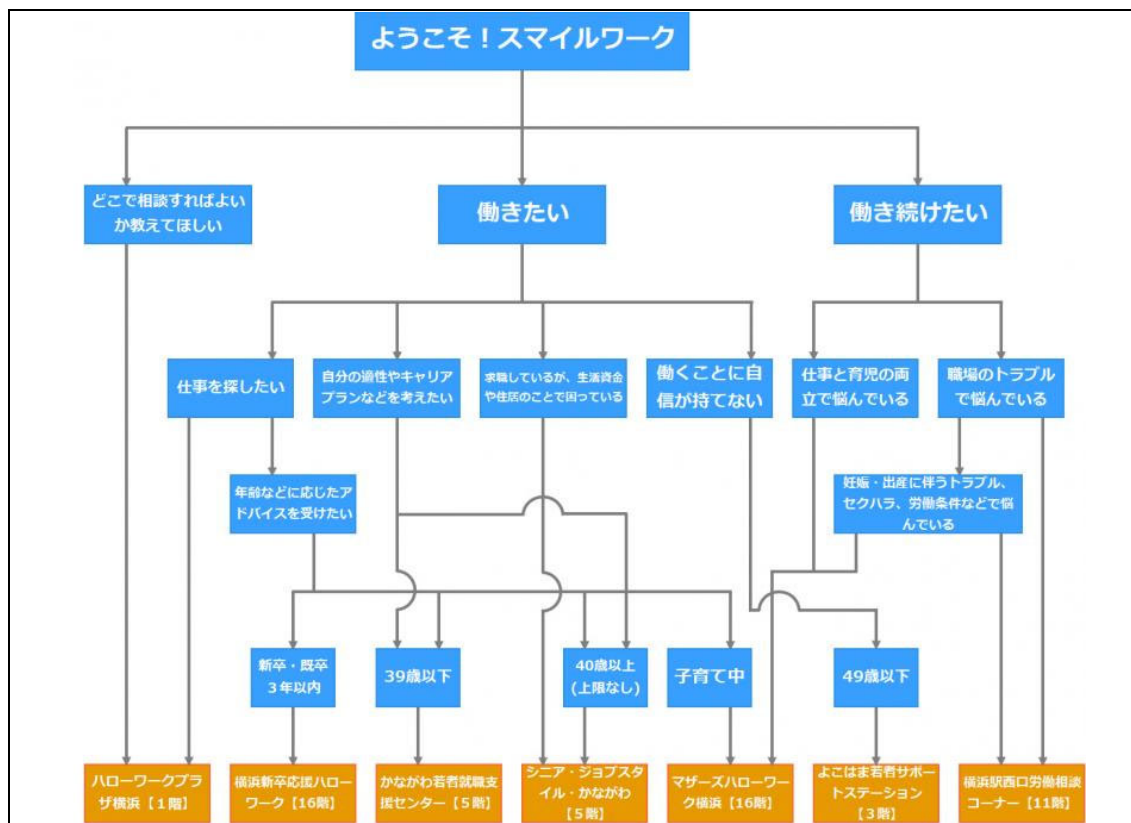 ようこそ！スマイルワーク
どこで相談すればよい
か教えてほしい
働きたい
働き続けたい
仕事を探したい
自分の適性やキャリア
プランなどを考えたい
求職しているが、生活資金
や住居のことで困っている
働くことに自
信が持てない
仕事と育児の両
立で悩んでいる
職場のトラブル
で悩んでいる
年齢などに応じたア
ドバイスを受けたい
妊娠・出産に伴うトラブル、
セクハラ、労働条件などで悩
んでいる
新卒・既卒
３年以内
39歳以下
40歳以上
(上限なし)
子育て中
49歳以下
ハローワークプラ
ザ横浜【１階】
横浜新卒応援ハロー
ワーク【16階】
かながわ若者就職支
援センター【５階】
シニア・ジョブスタ
イル・かながわ
【５階】
マザーズハローワー
ク横浜【16階】
よこはま若者サポー
トステーション
【３階】
横浜駅西口労働相談
コーナー【11階】